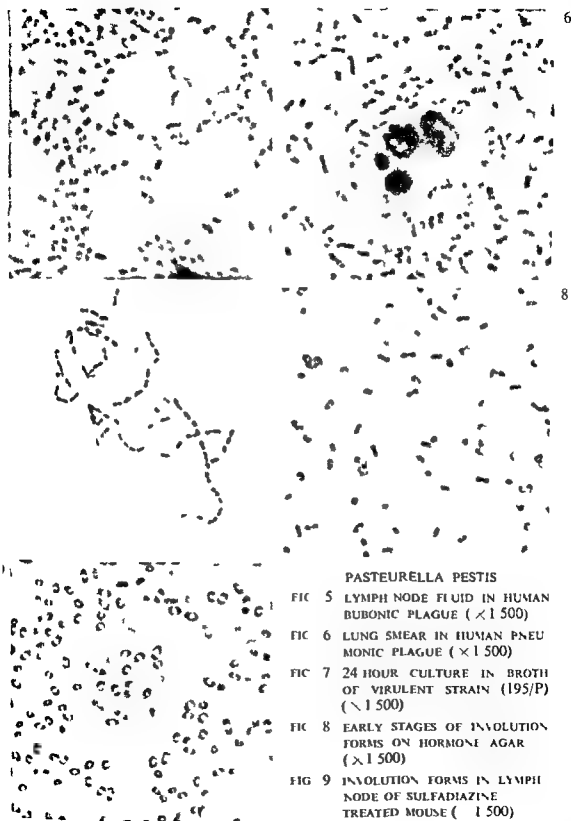 6
8
PASTEURELLA PESTIS
FIG 5 LYMPH NODE FLUID IN HUMAN
BUBONIC PLAGUE (×1 500)
FIG 6 LUNG SMEAR IN HUMAN PNEU
MONIC PLAGUE (×1 500)
FIG 7 24 HOUR CULTURE IN BROTH
OF VIRULENT STRAIN (195/P)
(×1 500)
FIG 8 EARLY STAGES OF INVOLUTION
FORMS ON HORMONE AGAR
(×1 500)
FIG 9 INVOLUTION FORMS IN LYMPH
NODE OF SULFADIAZINE
TREATED MOUSE ( 1 500)